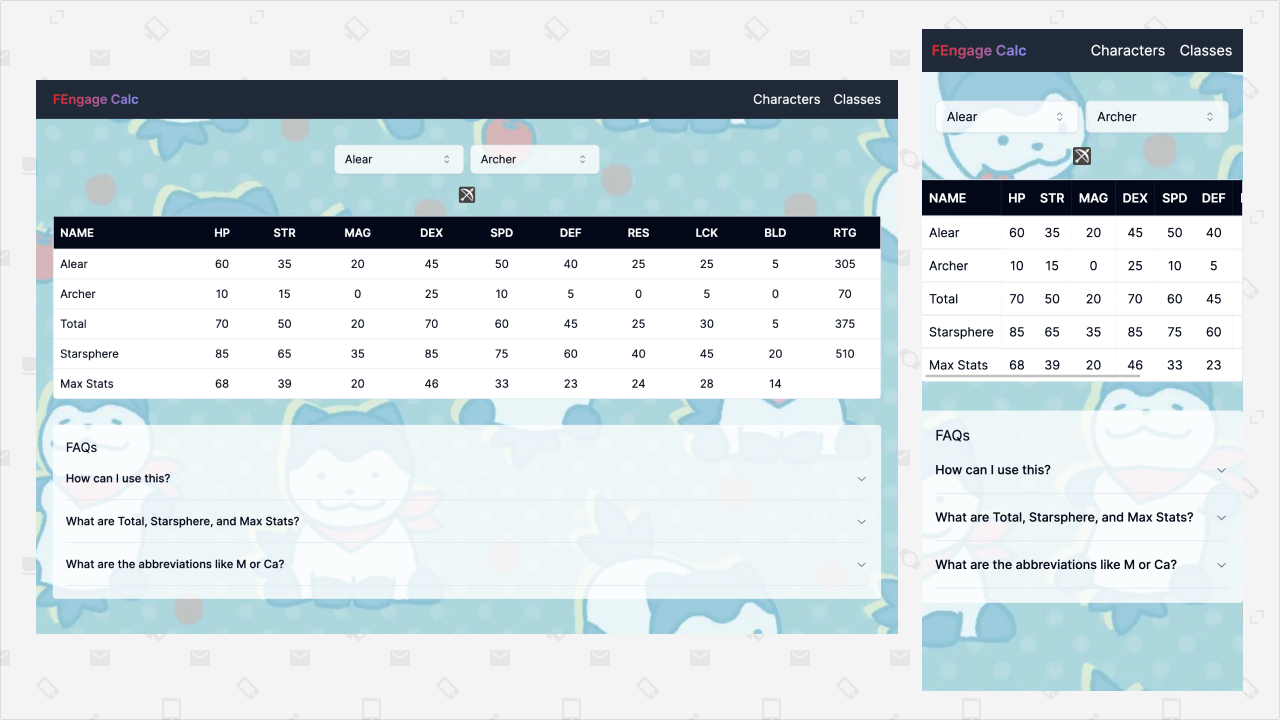 FEngage Calc Characters Classes
Alear Archer
NAME HP STR MAG DEX SPD DEF RES LCK BLD RTG
Alear 60 35 20 45 50 40 25 25 5 305
Archer 10 15 0 25 10 5 0 5 0 70
Total 70 50 20 70 60 45 25 30 5 375
Starsphere 85 65 35 85 75 60 40 45 20 510
Max Stats 68 39 20 46 33 23 24 28 14
FAQs
How can I use this?
What are Total, Starsphere, and Max Stats?
What are the abbreviations like M or Ca?
FEngage Calc Characters Classes
Alear Archer
NAME HP STR MAG DEX SPD DEF
Alear 60 35 20 45 50 40
Archer 10 15 0 25 10 5
Total 70 50 20 70 60 45
Starsphere 85 65 35 85 75 60
Max Stats 68 39 20 46 33 23
FAQs
How can I use this?
What are Total, Starsphere, and Max Stats?
What are the abbreviations like M or Ca?